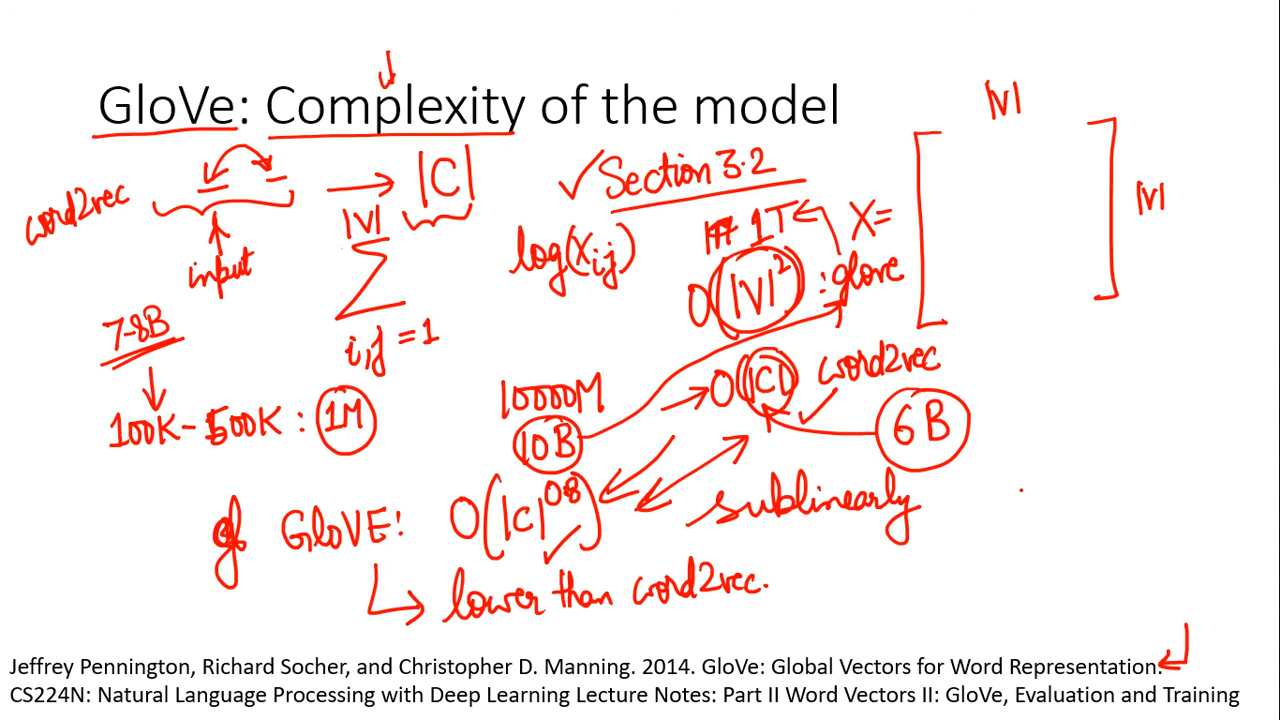 GloVe: Complexity of the model
|V|
word2vec
|C|
✓ Section 3.2
|V|
input
|V|
∑
i,j = 1
log(Xij)
1T
X=
O|V|² : glove
7-8B
100K - 500K : 1M
10000M
10B
O(|C|) word2vec
6B
GloVE: O(|C|^0.8)
sublinearly
lower than word2vec.
Jeffrey Pennington, Richard Socher, and Christopher D. Manning. 2014. GloVe: Global Vectors for Word Representation.
CS224N: Natural Language Processing with Deep Learning Lecture Notes: Part II Word Vectors II: GloVe, Evaluation and Training